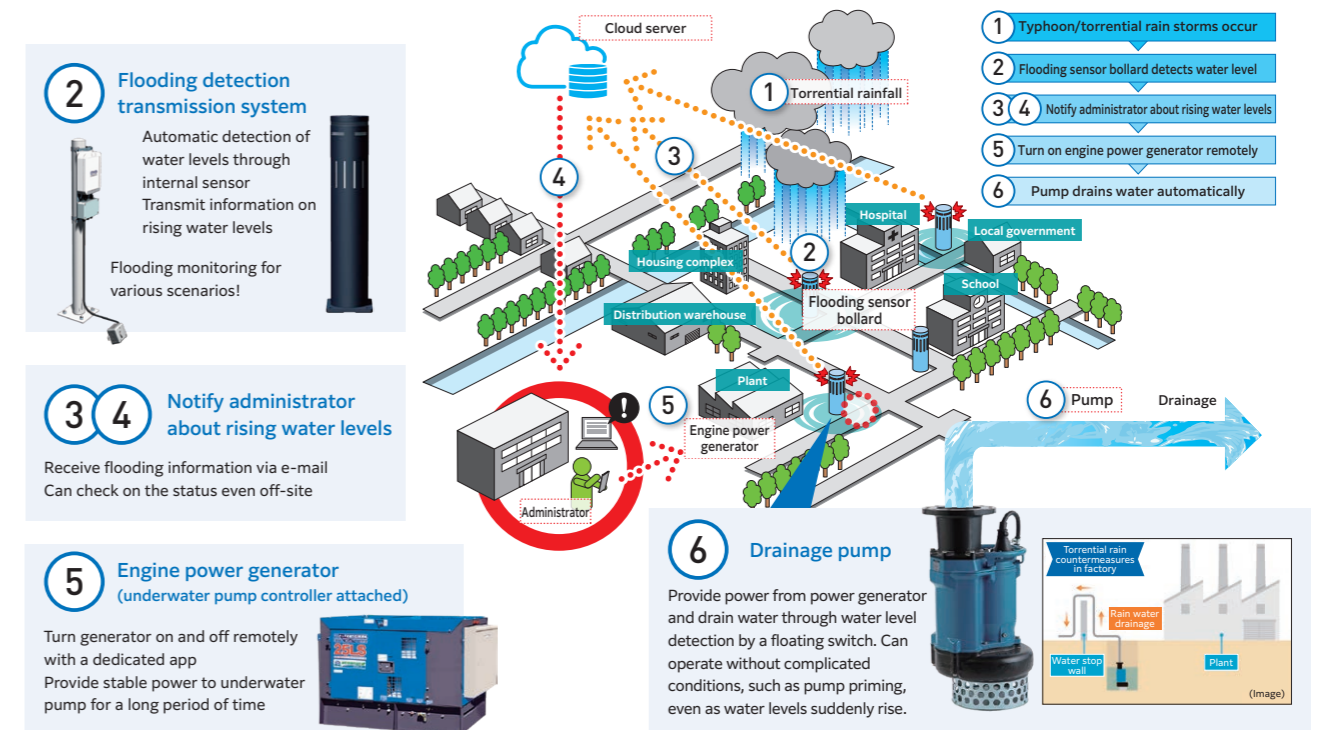 Cloud server
1 Torrential rainfall
1 Typhoon/torrential rain storms occur
2 Flooding sensor bollard detects water level
3 4 Notify administrator about rising water levels
5 Turn on engine power generator remotely
6 Pump drains water automatically
2 Flooding detection
transmission system
Automatic detection of
water levels through
internal sensor
Transmit information on
rising water levels
Flooding monitoring for
various scenarios!
4
3
Hospital
Local government
Housing complex
2
Flooding sensor
bollard
School
Distribution warehouse
Plant
3 4 Notify administrator
about rising water levels
Receive flooding information via e-mail
Can check on the status even off-site
!
Administrator
5
Engine power
generator
6 Pump
Drainage
5 Engine power generator
(underwater pump controller attached)
Turn generator on and off remotely
with a dedicated app
Provide stable power to underwater
pump for a long period of time
6 Drainage pump
Provide power from power generator
and drain water through water level
detection by a floating switch. Can
operate without complicated
conditions, such as pump priming,
even as water levels suddenly rise.
Torrential rain
countermeasures
in factory
Rain water
drainage
Water stop
wall
Plant
(Image)